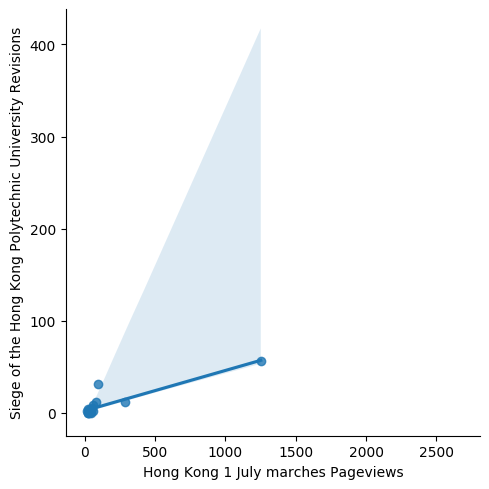 Siege of the Hong Kong Polytechnic University Revisions
400
300
200
100
0
0 500 1000 1500 2000 2500
Hong Kong 1 July marches Pageviews